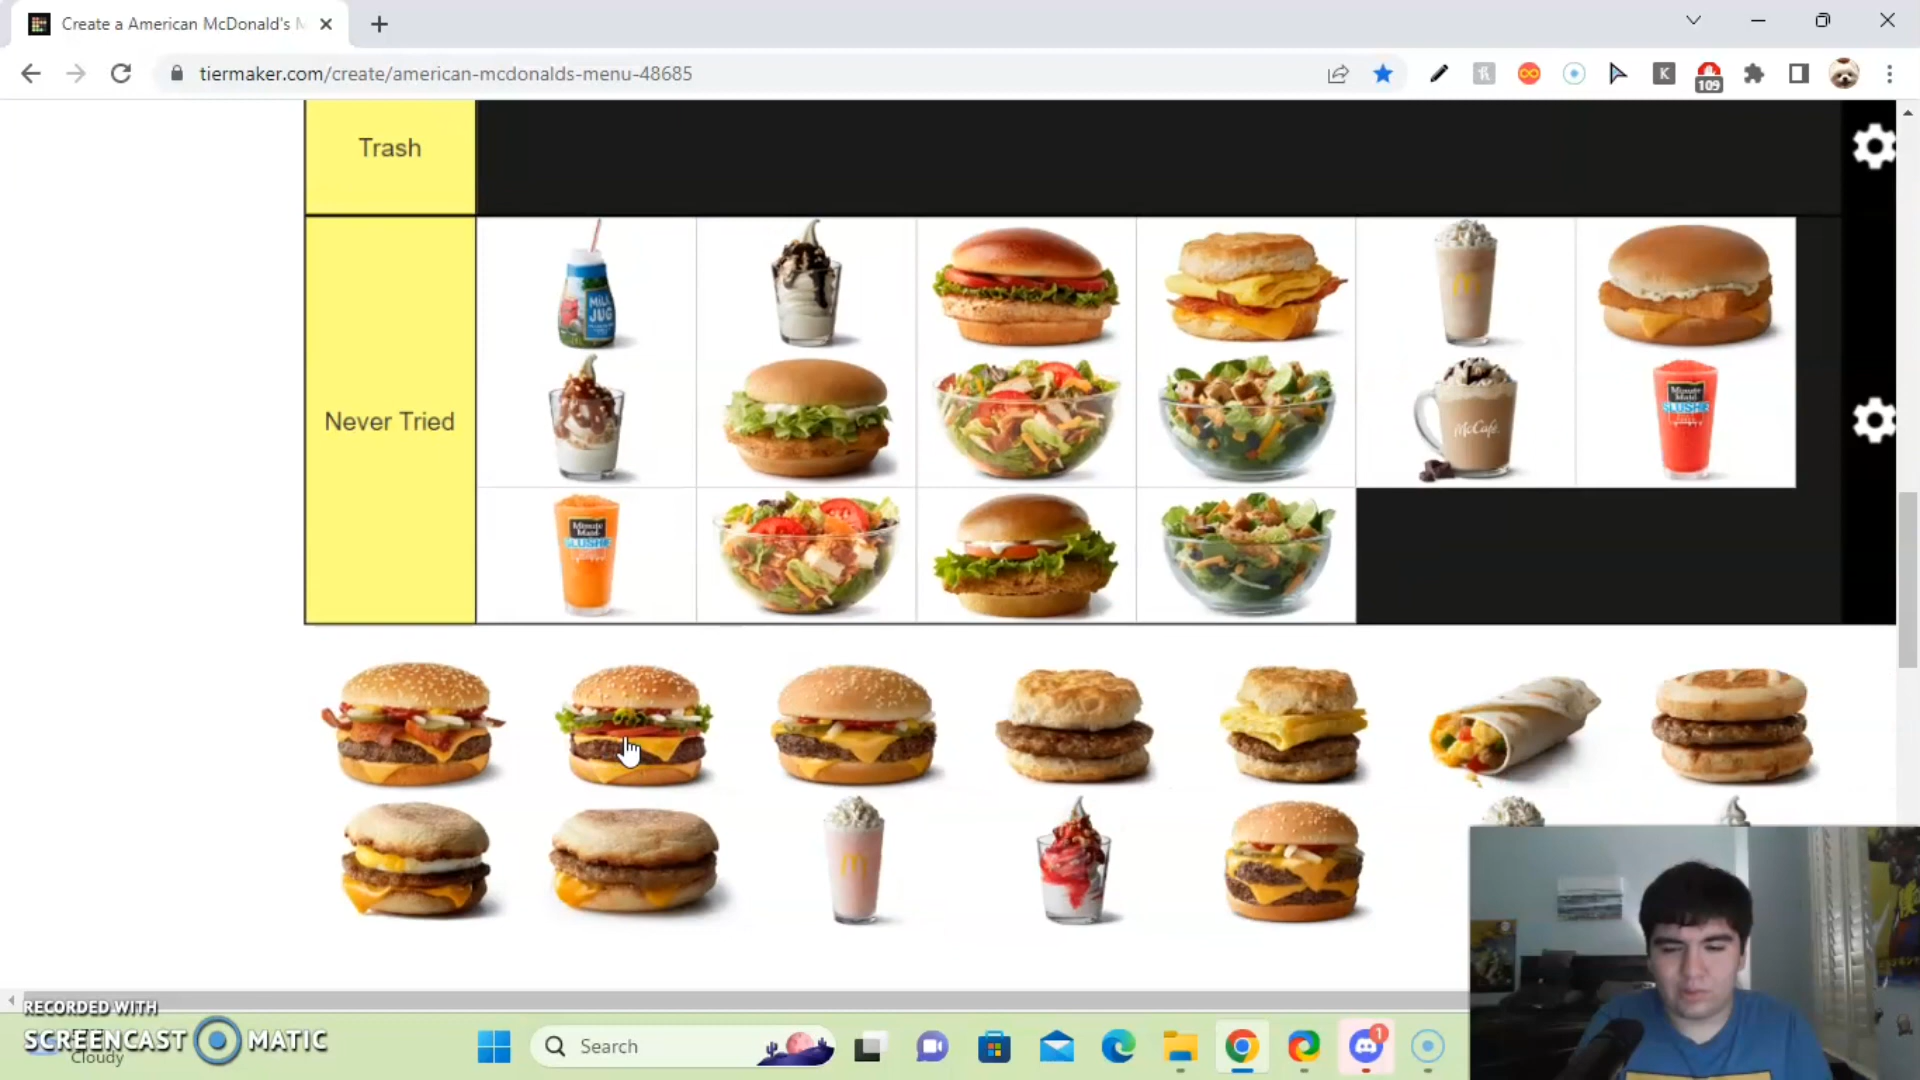 Create a American McDonald's M
tiermaker.com/create/american-mcdonalds-menu-48685
K
109
Trash
Never Tried
MILK
JUG
McCafé
Minute
Maid
SLUSHIE
Minute
Maid
SLUSHIE
RECORDED WITH
SCREENCAST MATIC
Cloudy
Search
1